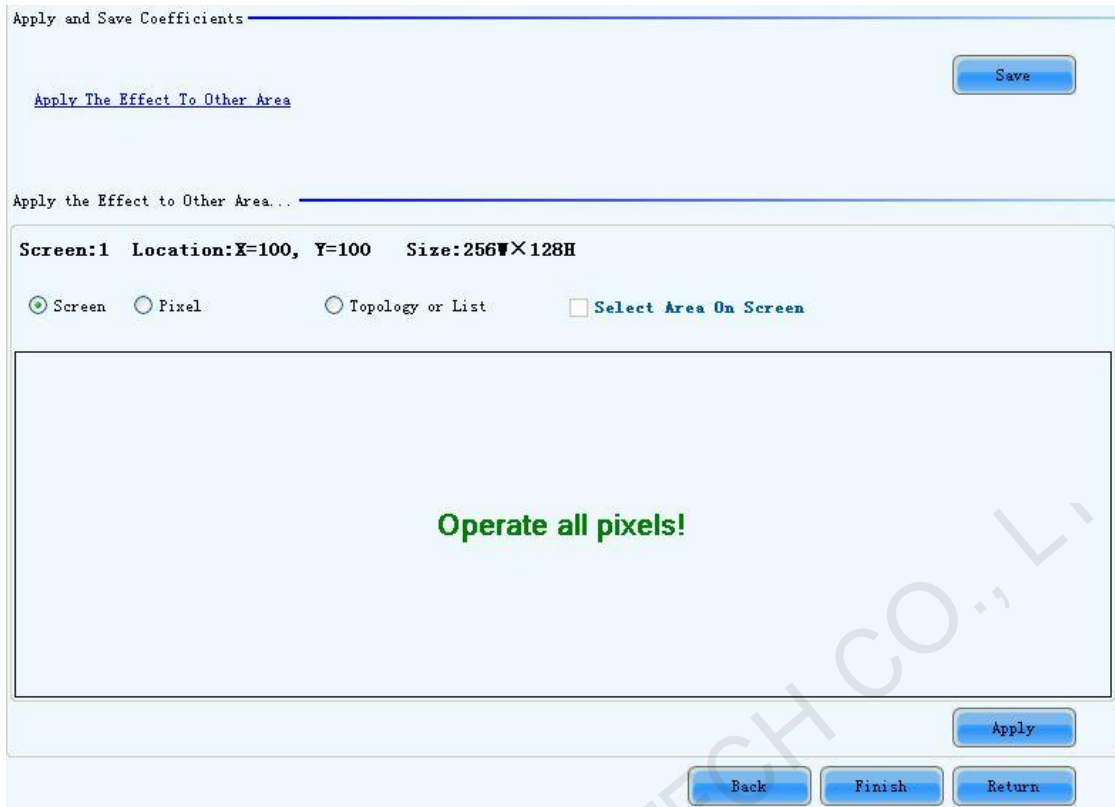 Apply and Save Coefficients
Save
Apply The Effect To Other Area
Apply the Effect to Other Area...
Screen:1 Location:X=100, Y=100 Size:256W×128H
Screen Pixel Topology or List Select Area On Screen
Operate all pixels!
TECH CO.,
Apply
Back Finish Return